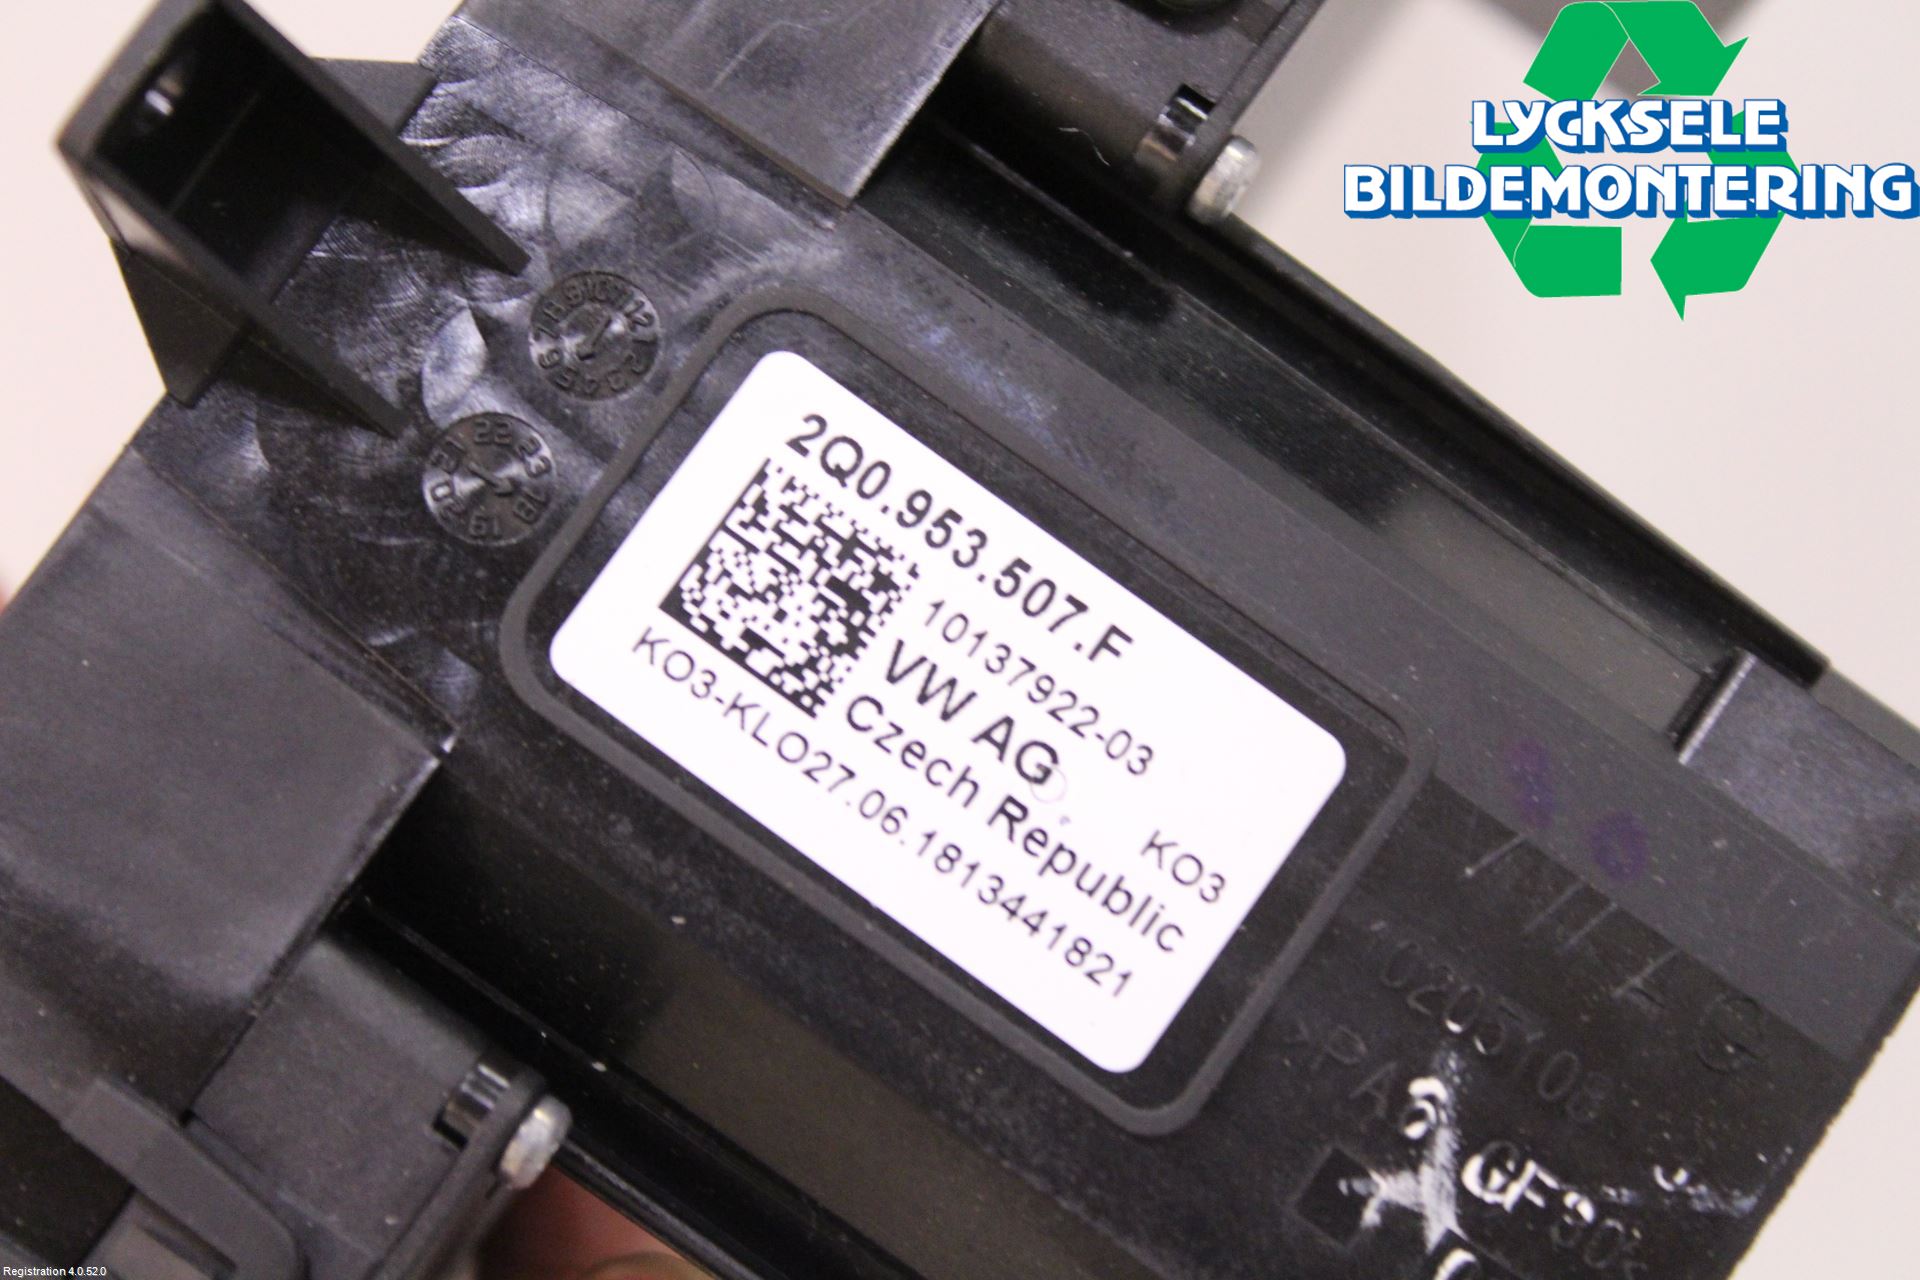 LYCKSELE
BILDEMONTERING
2Q0.953.507.F
10137922-03
VW AG
KO3
Czech Republic
KO3-KLO27.06.1813441821
Registration 4.0.52.0